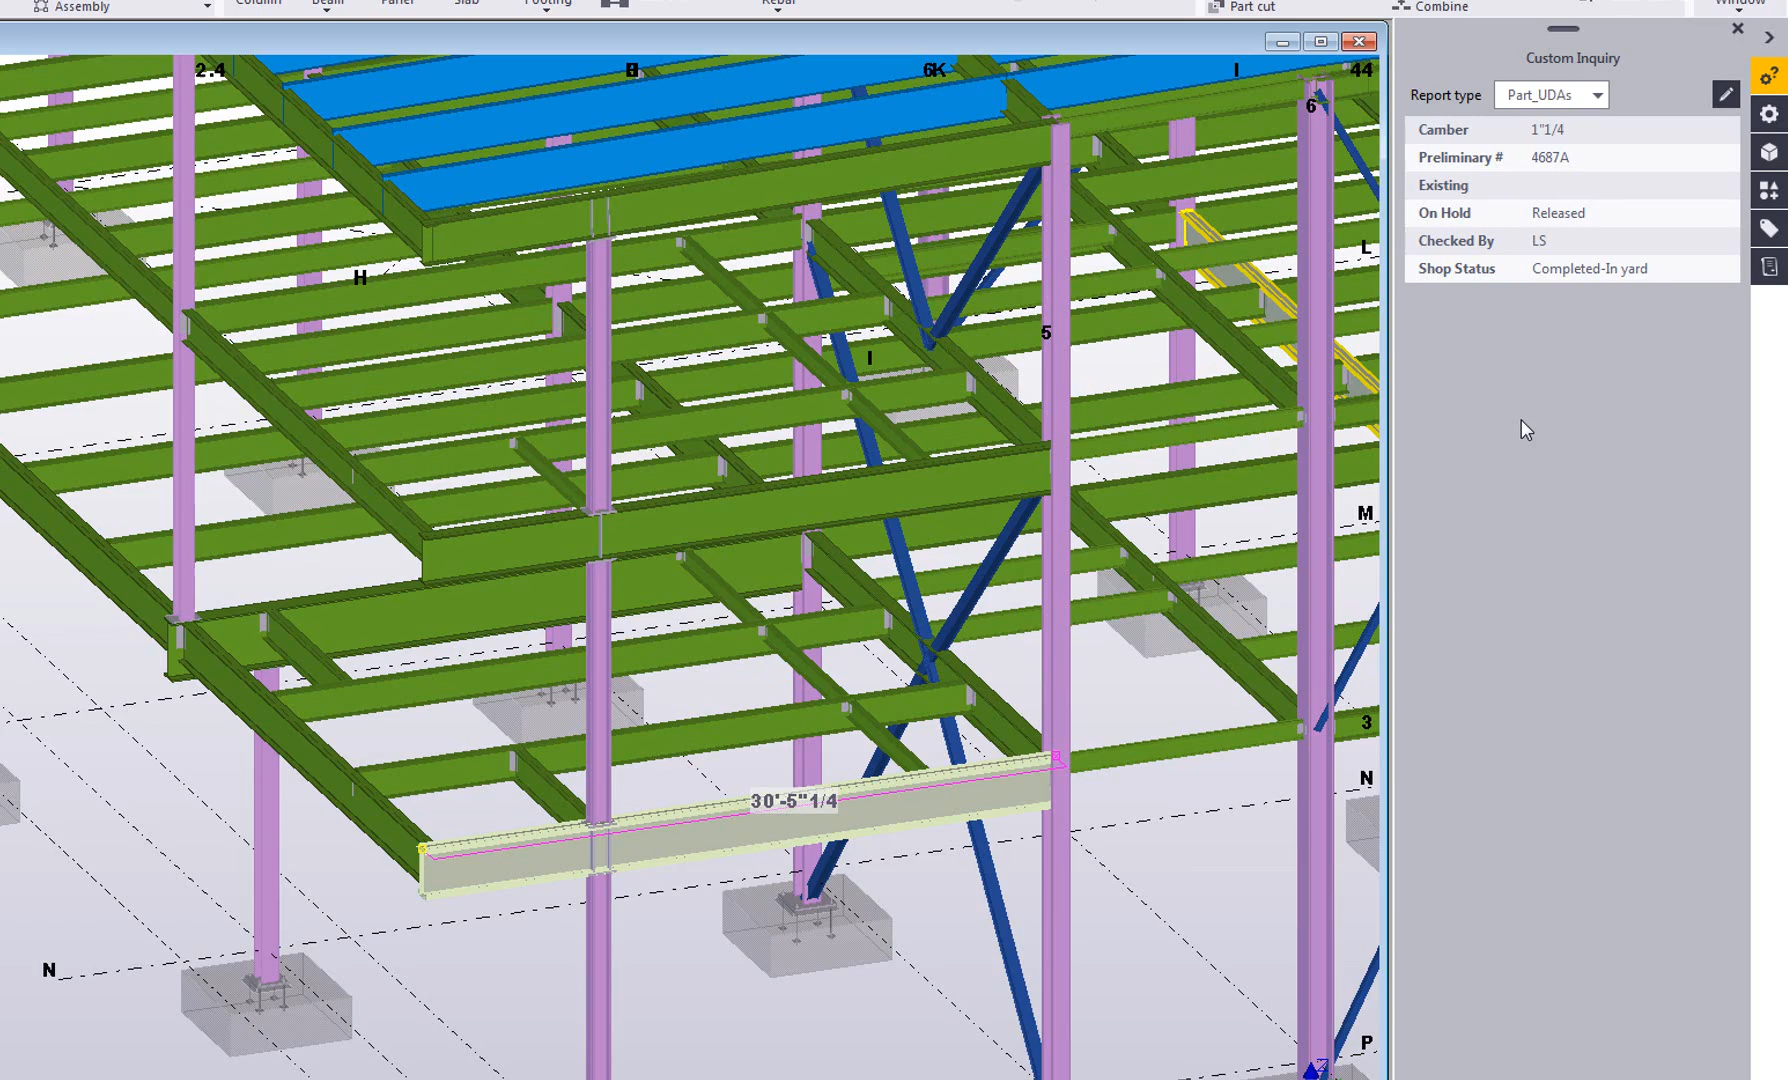 Assembly
Column
Beam
Panel
Slab
Footing
Rebar
Part cut
Combine
Window
Custom Inquiry
Report type Part_UDAs
Camber 1"1/4
Preliminary # 4687A
Existing
On Hold Released
Checked By LS
Shop Status Completed-In yard
2.4
6K
I
44
6
L
H
5
I
M
3
N
30'-5"1/4
N
P